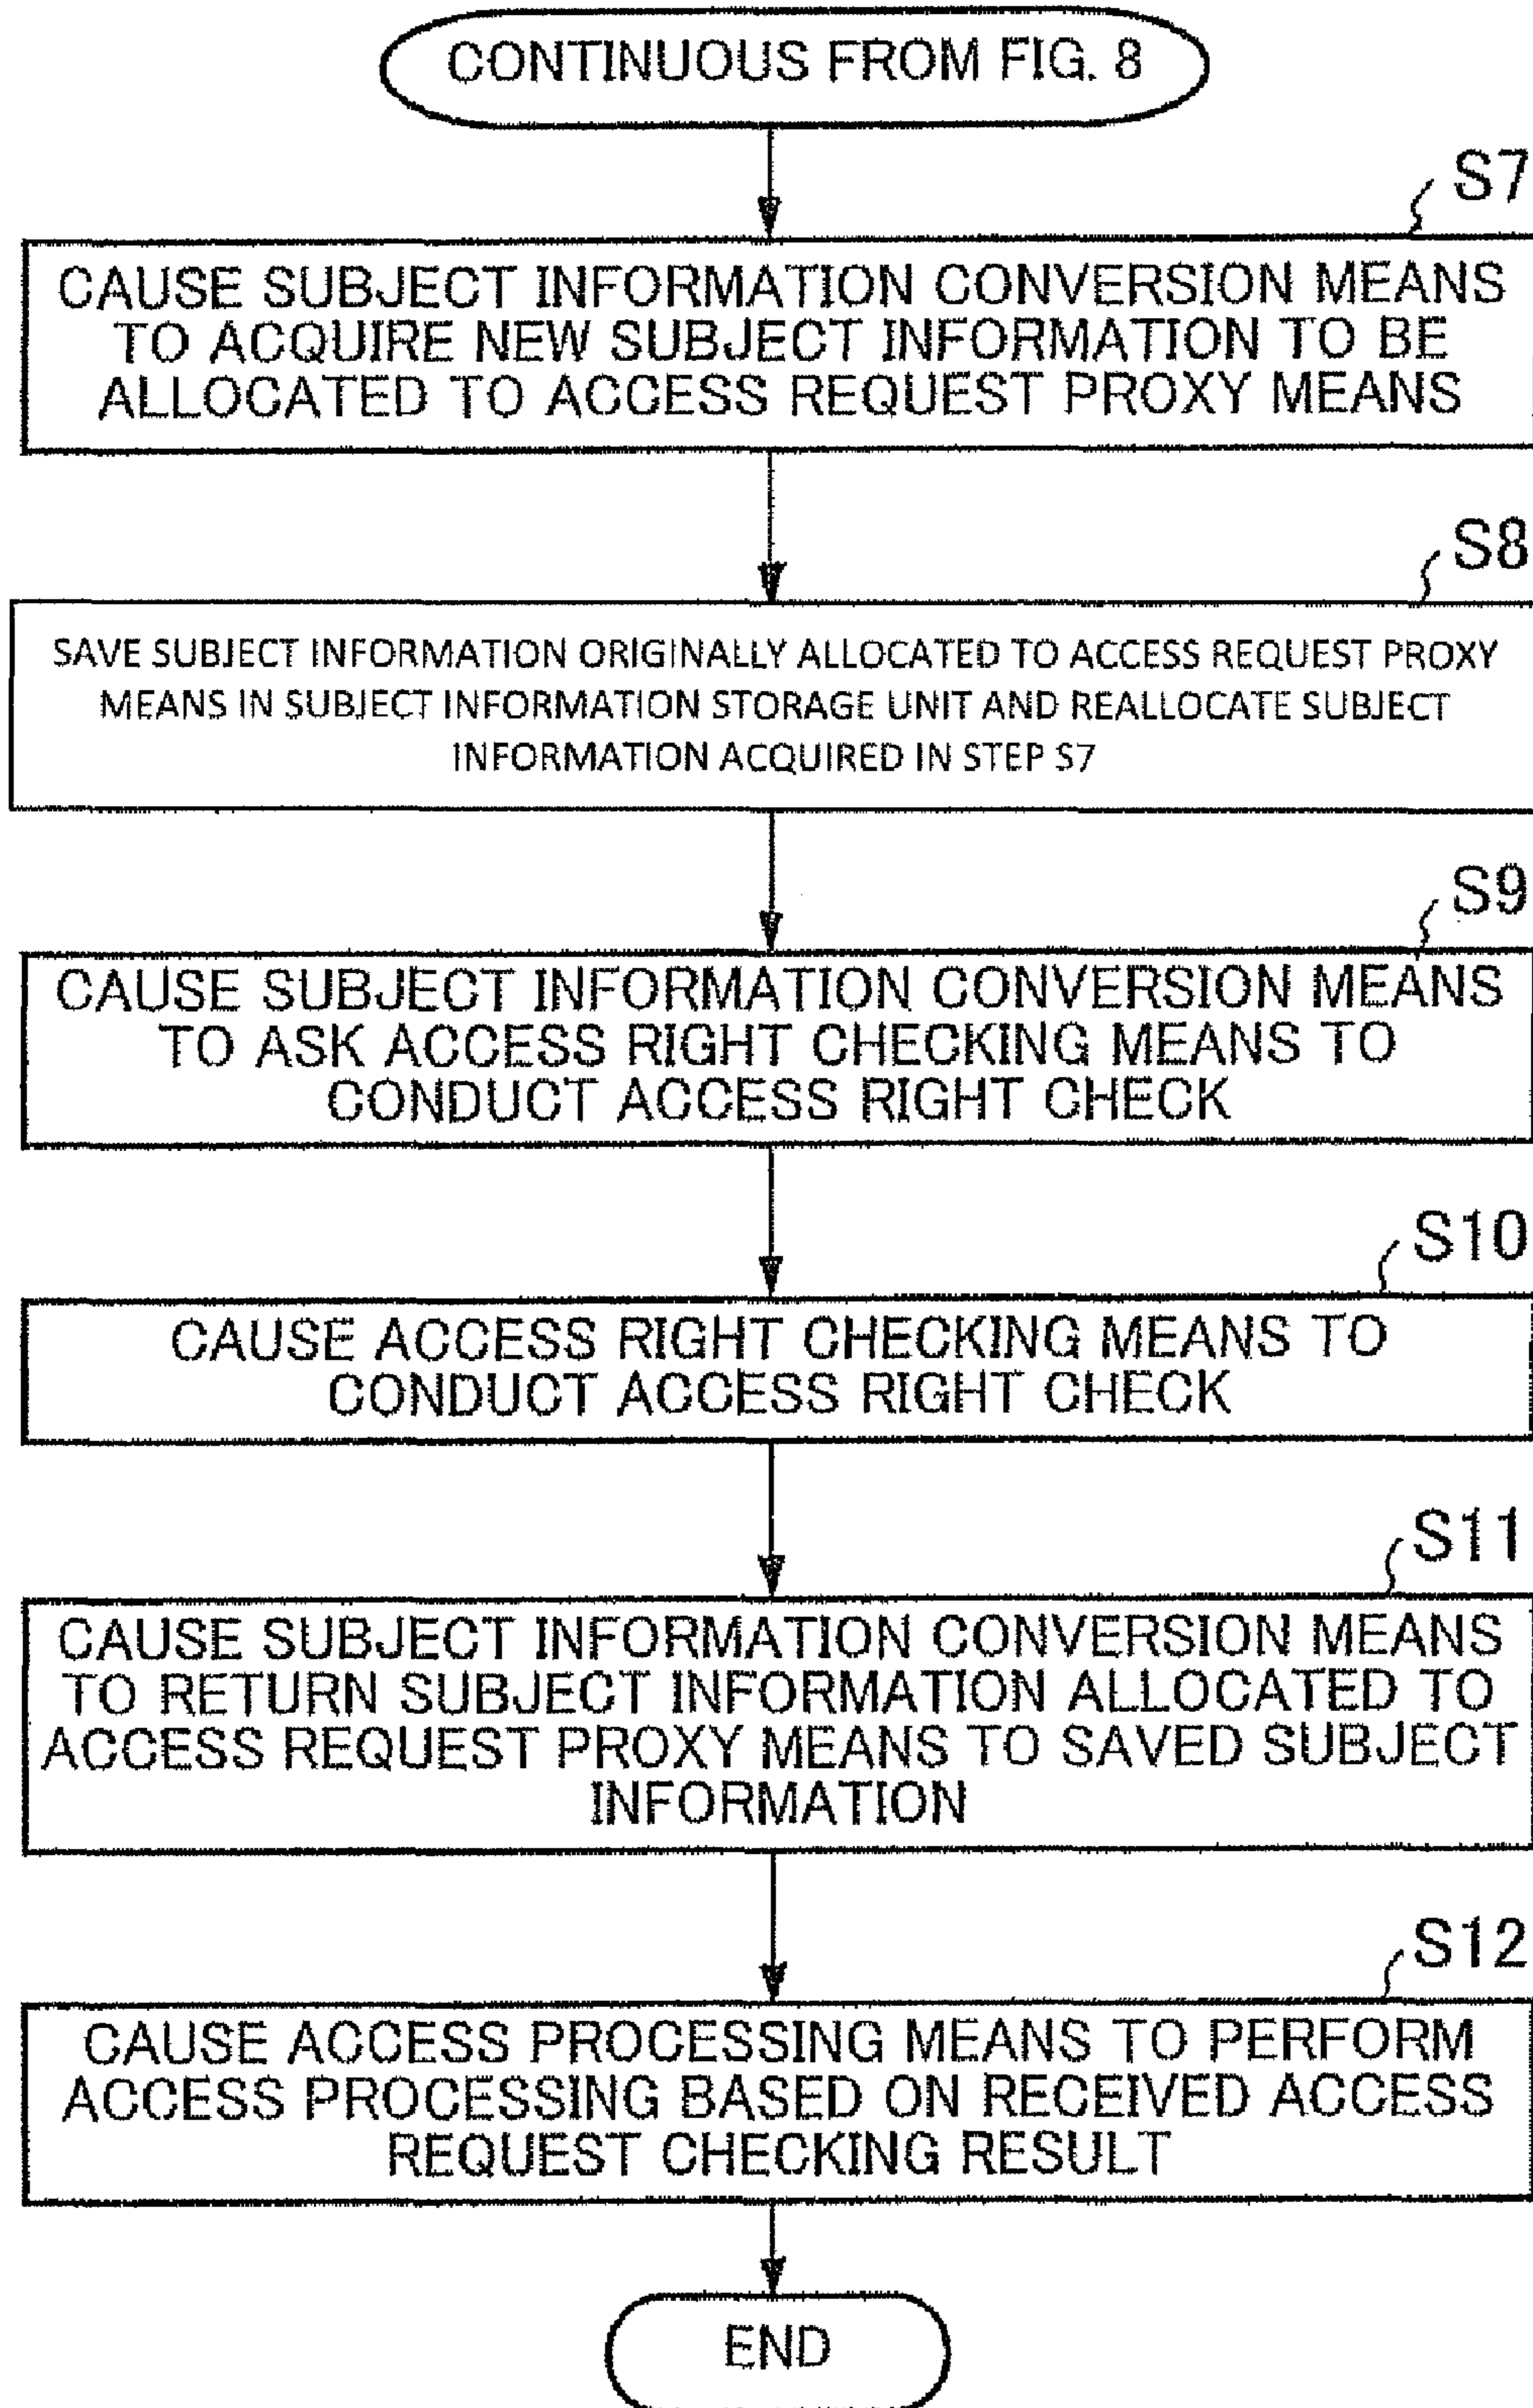 CONTINUOUS FROM FIG. 8
S7
CAUSE SUBJECT INFORMATION CONVERSION MEANS
TO ACQUIRE NEW SUBJECT INFORMATION TO BE
ALLOCATED TO ACCESS REQUEST PROXY MEANS
S8
SAVE SUBJECT INFORMATION ORIGINALLY ALLOCATED TO ACCESS REQUEST PROXY
MEANS IN SUBJECT INFORMATION STORAGE UNIT AND REALLOCATE SUBJECT
INFORMATION ACQUIRED IN STEP S7
S9
CAUSE SUBJECT INFORMATION CONVERSION MEANS
TO ASK ACCESS RIGHT CHECKING MEANS TO
CONDUCT ACCESS RIGHT CHECK
S10
CAUSE ACCESS RIGHT CHECKING MEANS TO
CONDUCT ACCESS RIGHT CHECK
S11
CAUSE SUBJECT INFORMATION CONVERSION MEANS
TO RETURN SUBJECT INFORMATION ALLOCATED TO
ACCESS REQUEST PROXY MEANS TO SAVED SUBJECT
INFORMATION
S12
CAUSE ACCESS PROCESSING MEANS TO PERFORM
ACCESS PROCESSING BASED ON RECEIVED ACCESS
REQUEST CHECKING RESULT
END